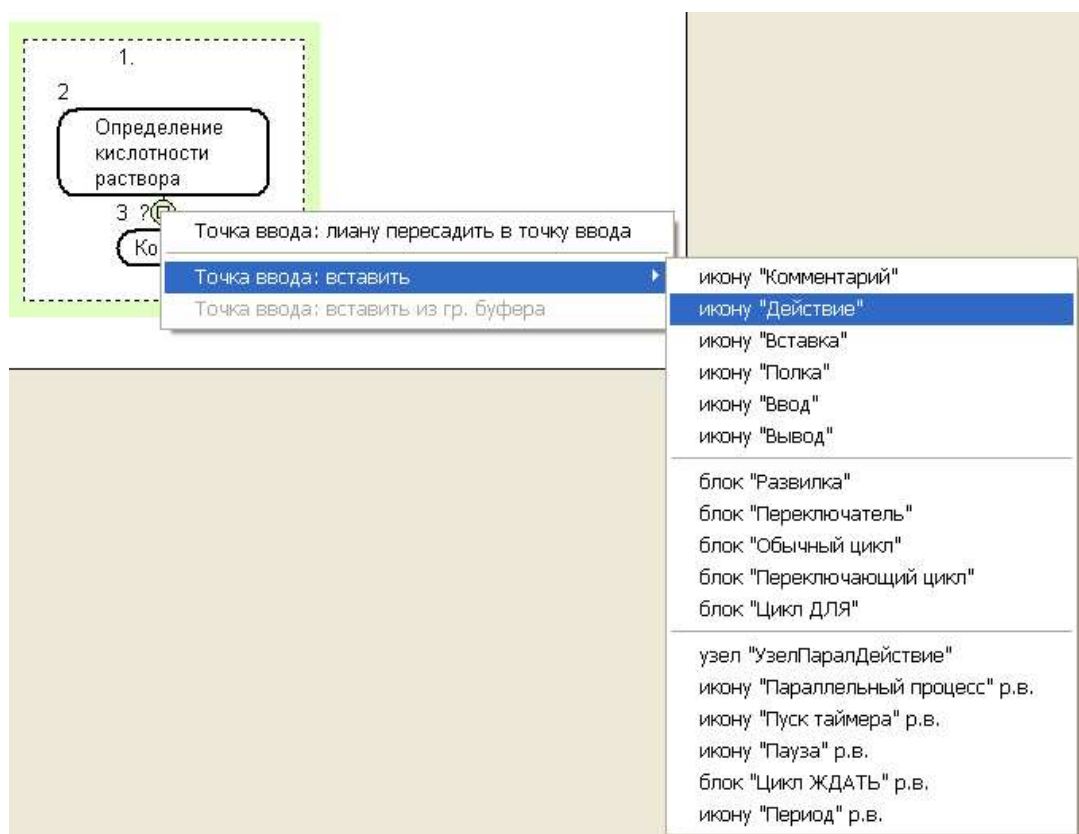 1.
2
Определение
кислотности
раствора
3 ?
Ко
Точка ввода: лиану пересадить в точку ввода
Точка ввода: вставить
Точка ввода: вставить из гр. буфера
икону "Комментарий"
икону "Действие"
икону "Вставка"
икону "Полка"
икону "Ввод"
икону "Вывод"
блок "Развилка"
блок "Переключатель"
блок "Обычный цикл"
блок "Переключающий цикл"
блок "Цикл ДЛЯ"
узел "УзелПаралДействие"
икону "Параллельный процесс" р.в.
икону "Пуск таймера" р.в.
икону "Пауза" р.в.
блок "Цикл ЖДАТЬ" р.в.
икону "Период" р.в.